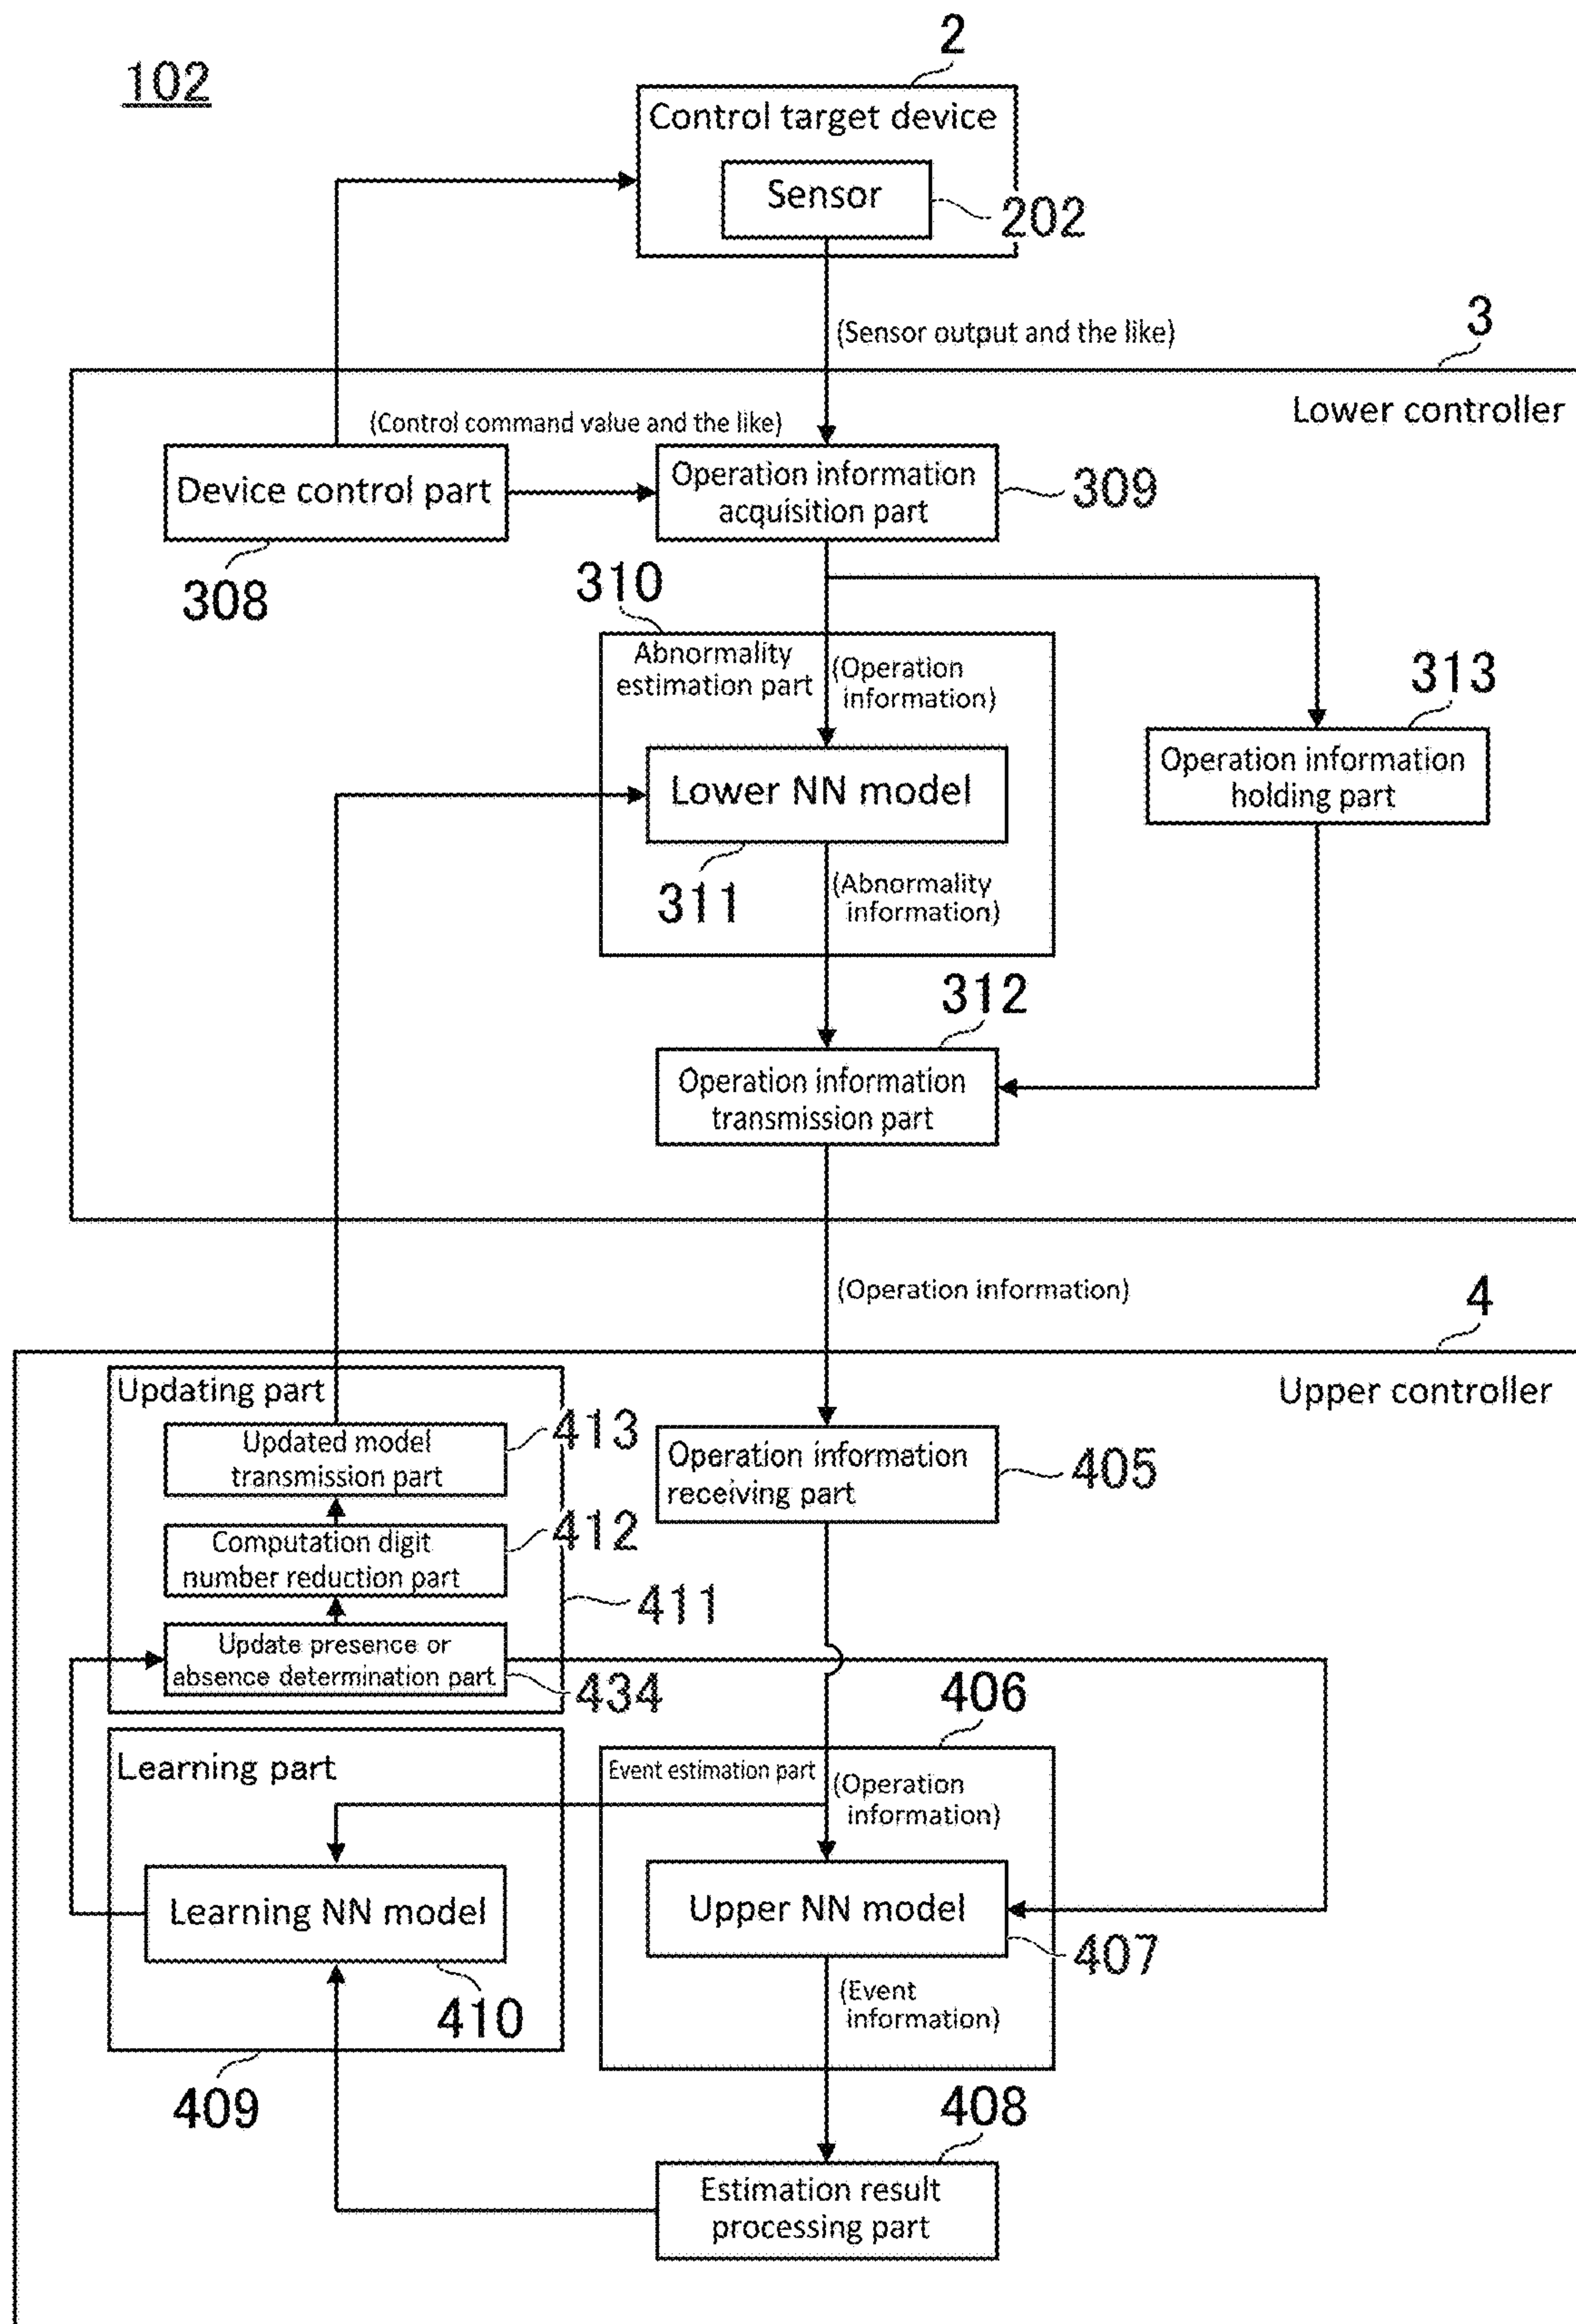 102
2
Control target device
Sensor
202
(Sensor output and the like)
3
Lower controller
(Control command value and the like)
Device control part
308
Operation information
acquisition part
309
310
Abnormality
estimation part
(Operation
information)
313
Operation information
holding part
Lower NN model
311
(Abnormality
information)
312
Operation information
transmission part
(Operation information)
4
Upper controller
Updating part
Updated model
transmission part
413
Computation digit
number reduction part
412
411
Update presence or
absence determination part
434
Operation information
receiving part
405
406
Learning part
Event estimation part
(Operation
information)
Learning NN model
410
409
Upper NN model
407
(Event
information)
408
Estimation result
processing part